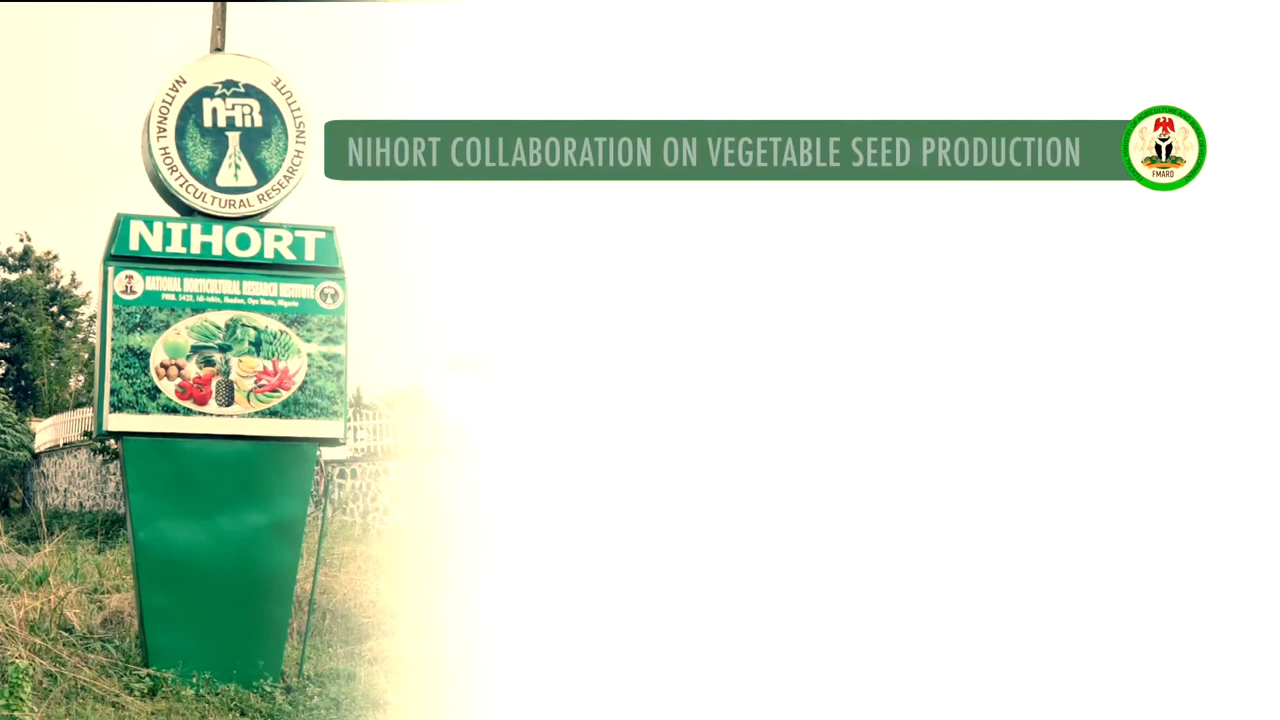 NATIONAL HORTICULTURAL RESEARCH INSTITUTE
NIHORT COLLABORATION ON VEGETABLE SEED PRODUCTION
FMARD
NIHORT
NATIONAL HORTICULTURAL RESEARCH INSTITUTE
Ibadan, Oyo State, Nigeria